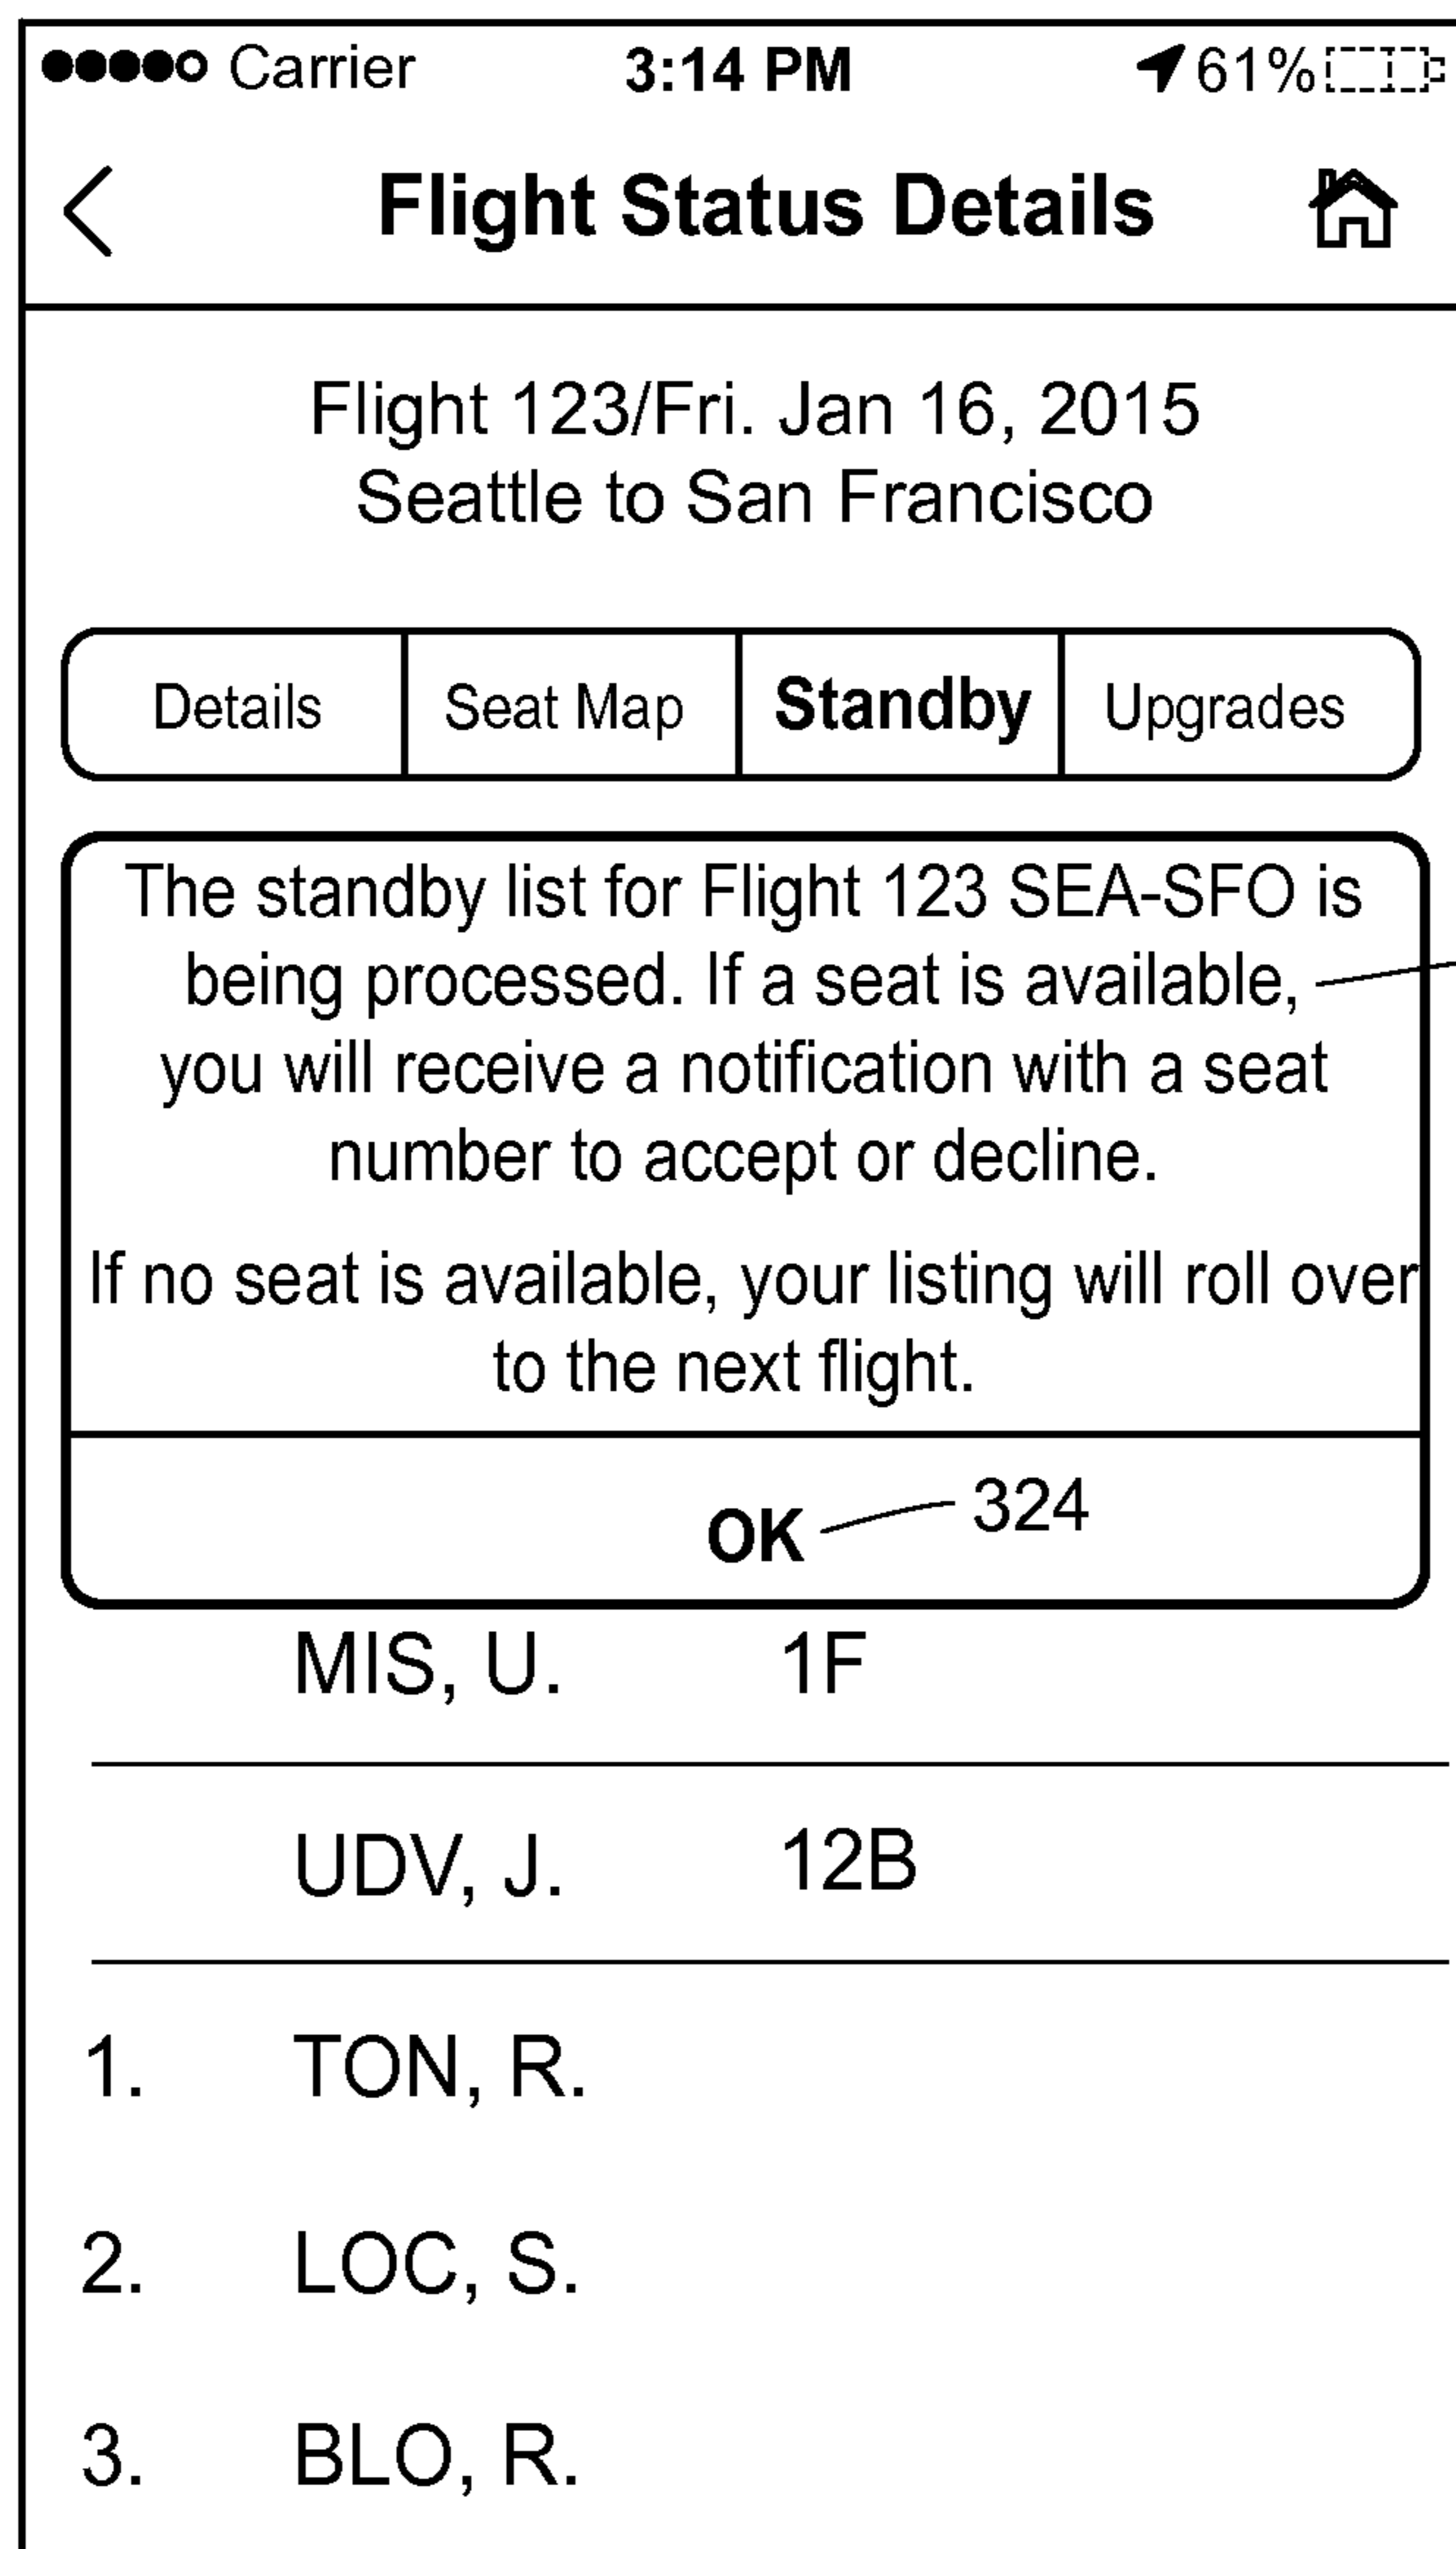 Carrier 3:14 PM 61%
Flight Status Details
Flight 123/Fri. Jan 16, 2015
Seattle to San Francisco
Details Seat Map Standby Upgrades
The standby list for Flight 123 SEA-SFO is
being processed. If a seat is available,
you will receive a notification with a seat
number to accept or decline.
If no seat is available, your listing will roll over
to the next flight.
OK 324
MIS, U. 1F
UDV, J. 12B
1. TON, R.
2. LOC, S.
3. BLO, R.